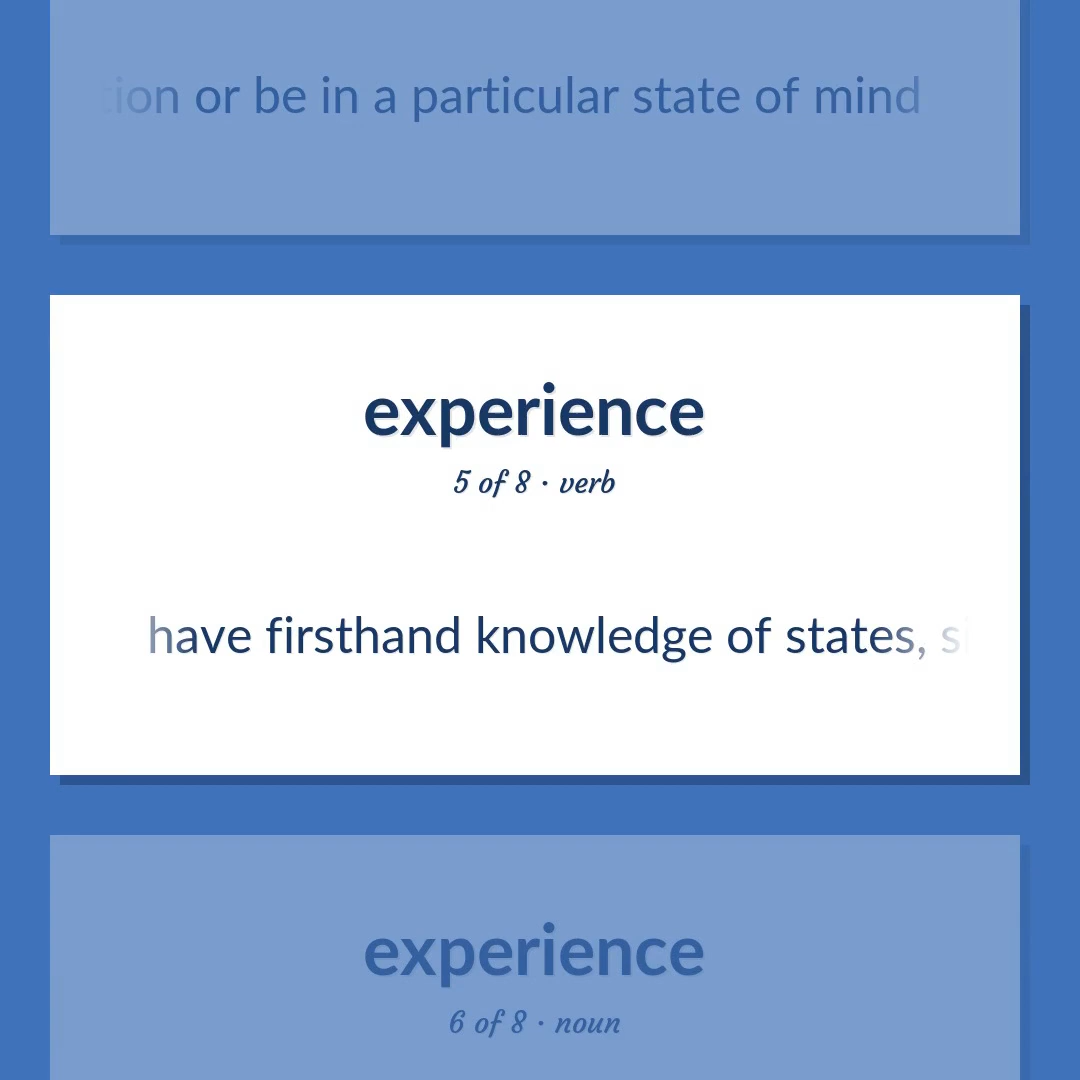 or be in a particular state of mind
experience
5 of 8 · verb
have firsthand knowledge of states,
experience
6 of 8 · noun